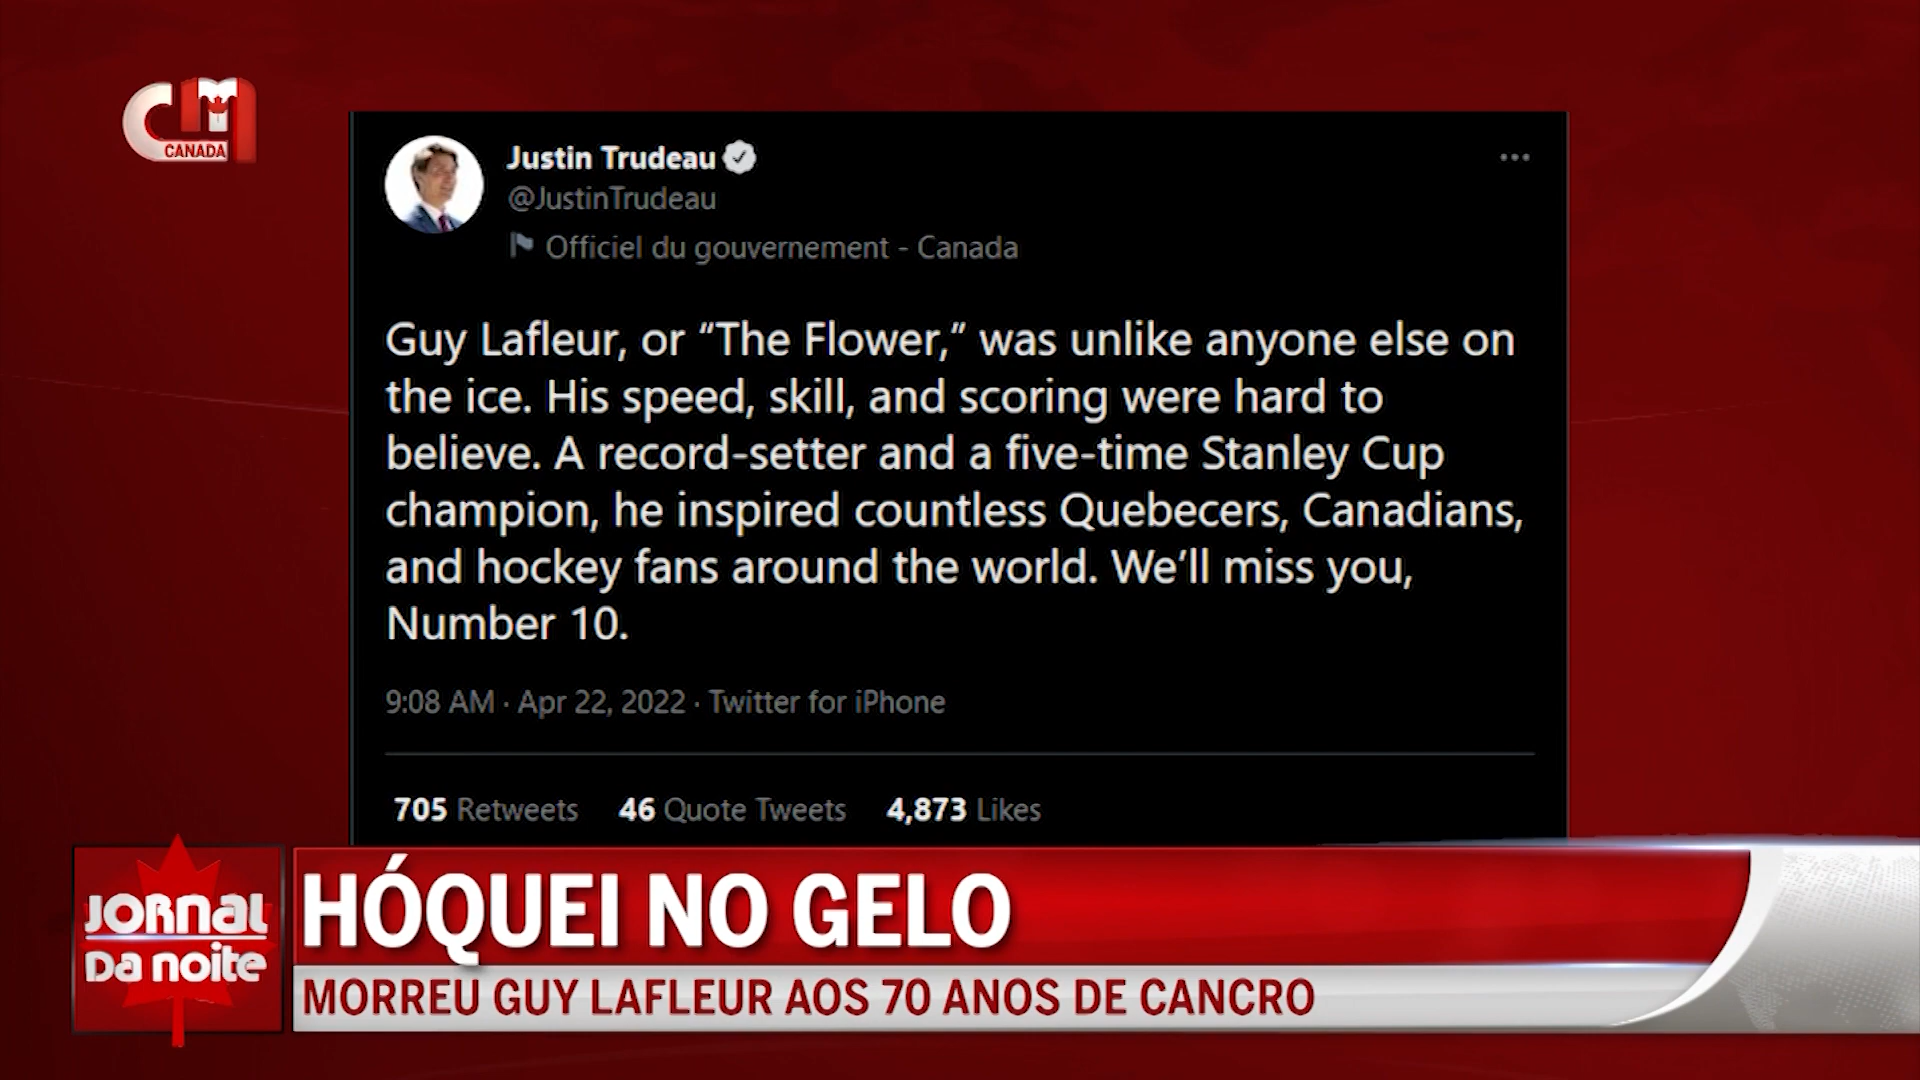 CM
CANADA
Justin Trudeau
@JustinTrudeau
Officiel du gouvernement - Canada
Guy Lafleur, or “The Flower,” was unlike anyone else on
the ice. His speed, skill, and scoring were hard to
believe. A record-setter and a five-time Stanley Cup
champion, he inspired countless Quebecers, Canadians,
and hockey fans around the world. We’ll miss you,
Number 10.
9:08 AM · Apr 22, 2022 · Twitter for iPhone
705 Retweets 46 Quote Tweets 4,873 Likes
JORNAL
DA NOITE
HÓQUEI NO GELO
MORREU GUY LAFLEUR AOS 70 ANOS DE CANCRO